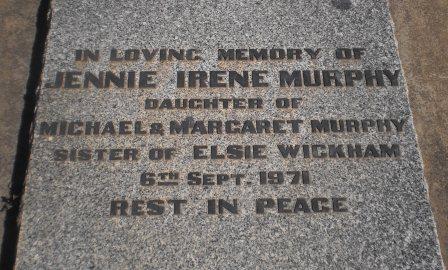 IN LOVING MEMORY OF
JENNIE IRENE MURPHY
DAUGHTER OF
MICHAEL & MARGARET MURPHY
SISTER OF ELSIE WICKHAM
6TH SEPT. 1971
REST IN PEACE